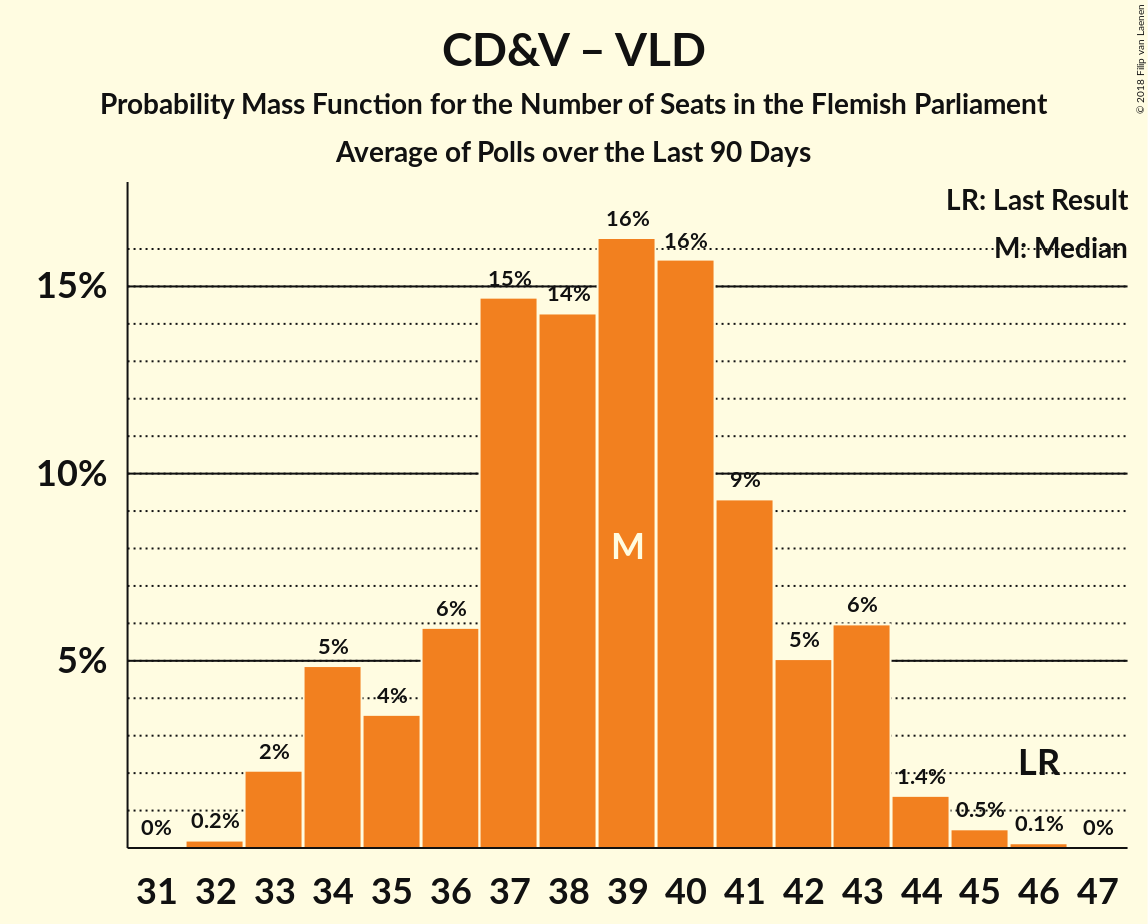 CD&V – VLD
Probability Mass Function for the Number of Seats in the Flemish Parliament
Average of Polls over the Last 90 Days
© 2018 Filip van Laenen
LR: Last Result
M: Median
15%
10%
5%
0%
0.2%
2%
5%
4%
6%
15%
14%
16%
16%
9%
5%
6%
1.4%
0.5%
0.1%
0%
M
LR
31 32 33 34 35 36 37 38 39 40 41 42 43 44 45 46 47